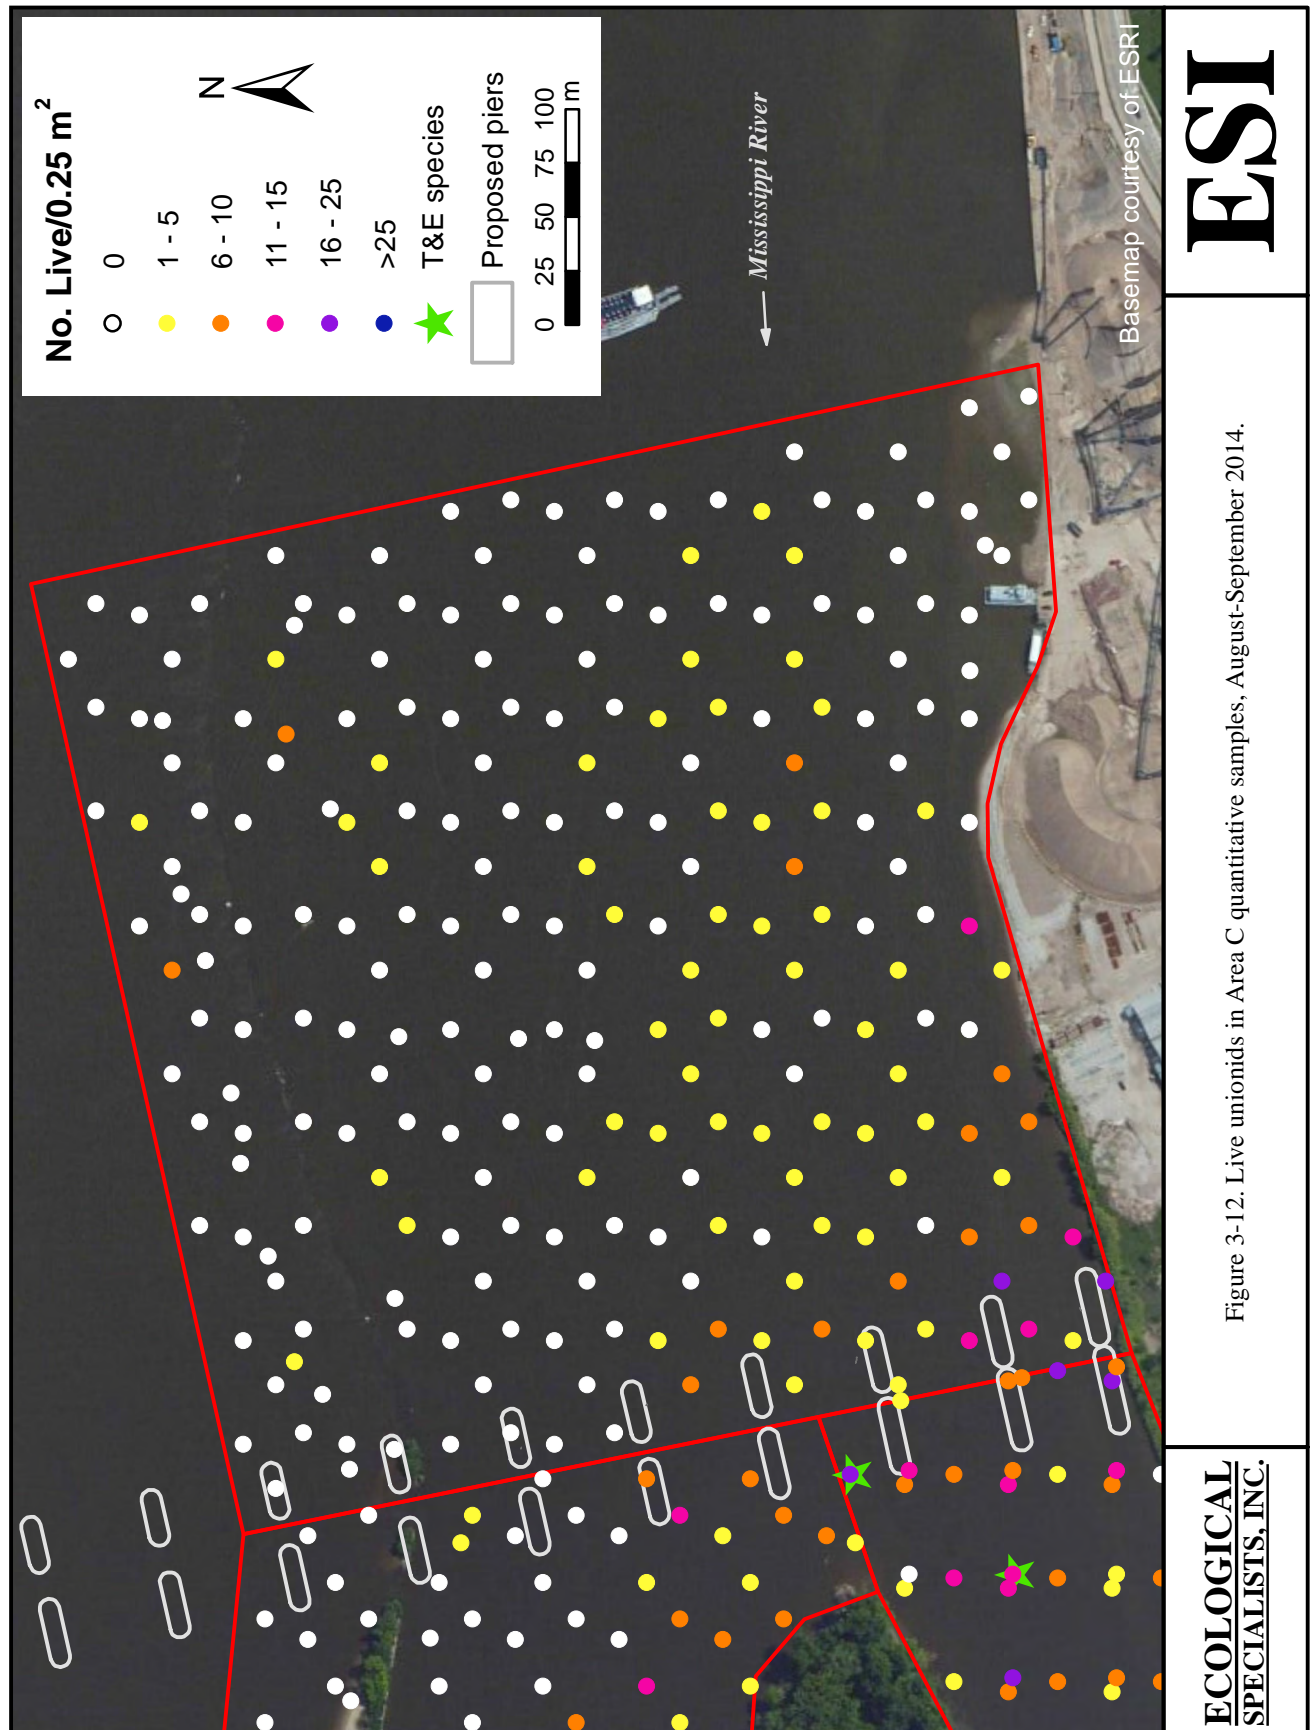 No. Live/0.25 m²
0
1 - 5
6 - 10
11 - 15
16 - 25
>25
T&E species
Proposed piers
0 25 50 75 100
m
N
Mississippi River
Basemap courtesy of ESRI
ECOLOGICAL
SPECIALISTS, INC.
Figure 3-12. Live unionids in Area C quantitative samples, August-September 2014.
ESI